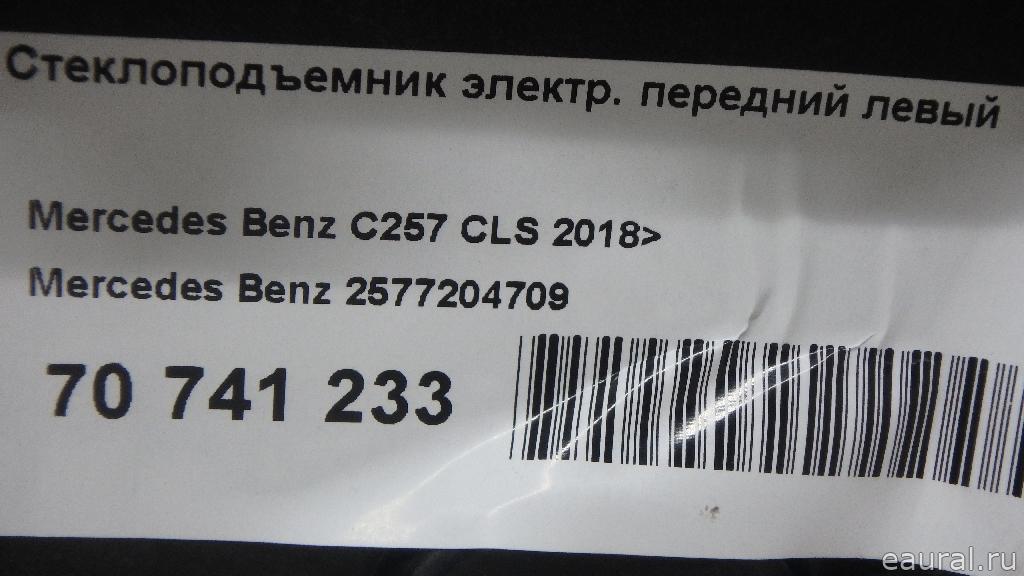 Стеклоподъемник электр. передний левый
Mercedes Benz C257 CLS 2018>
Mercedes Benz 2577204709
70 741 233
eaural.ru